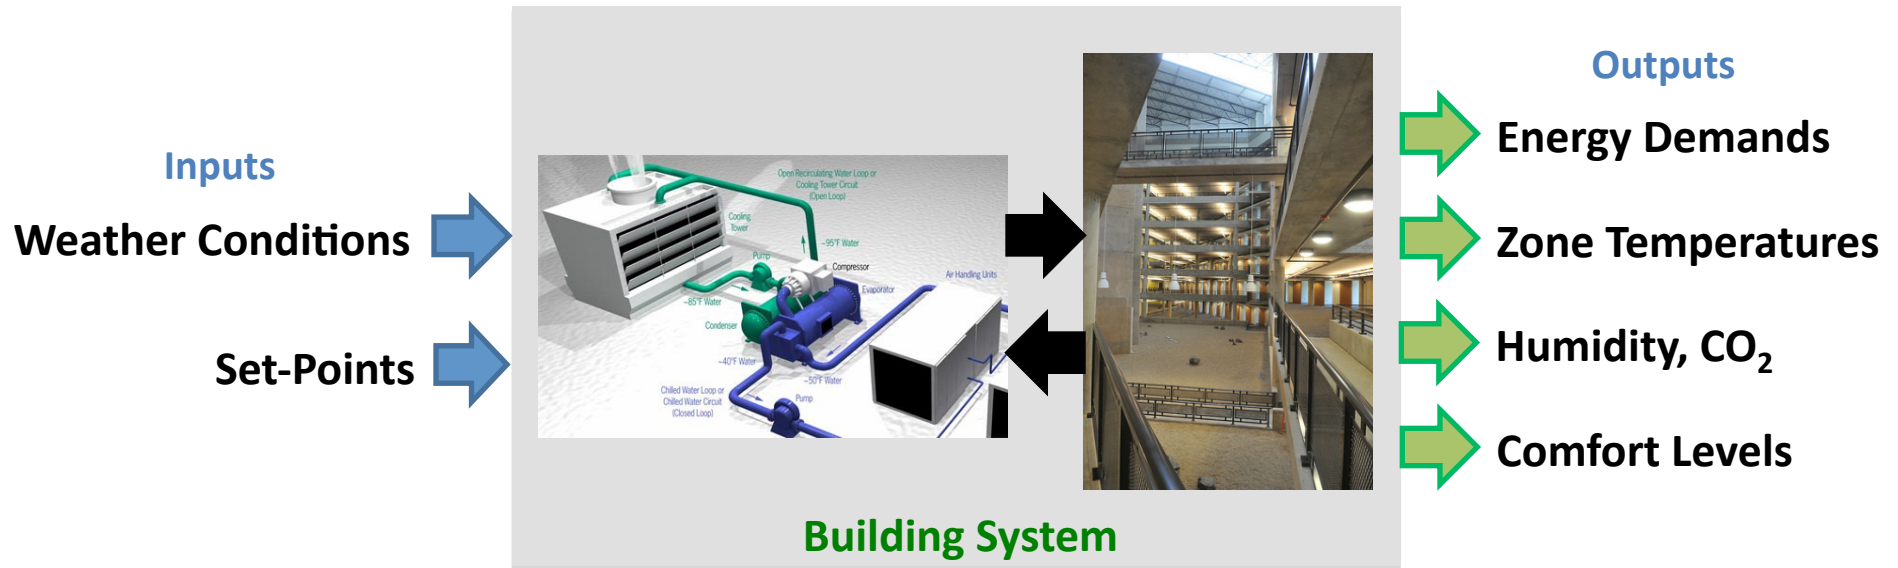 Inputs
Weather Conditions
Set-Points
Open Recirculating Water Loop or
Cooling Tower Circuit
(Open Loop)
Cooling
Tower
~95°F Water
Pump
Compressor
Air Handling Units
Evaporator
~85°F Water
Condenser
~40°F Water
~50°F Water
Chilled Water Loop or
Chilled Water Circuit
(Closed Loop)
Pump
Building System
Outputs
Energy Demands
Zone Temperatures
Humidity, CO₂
Comfort Levels